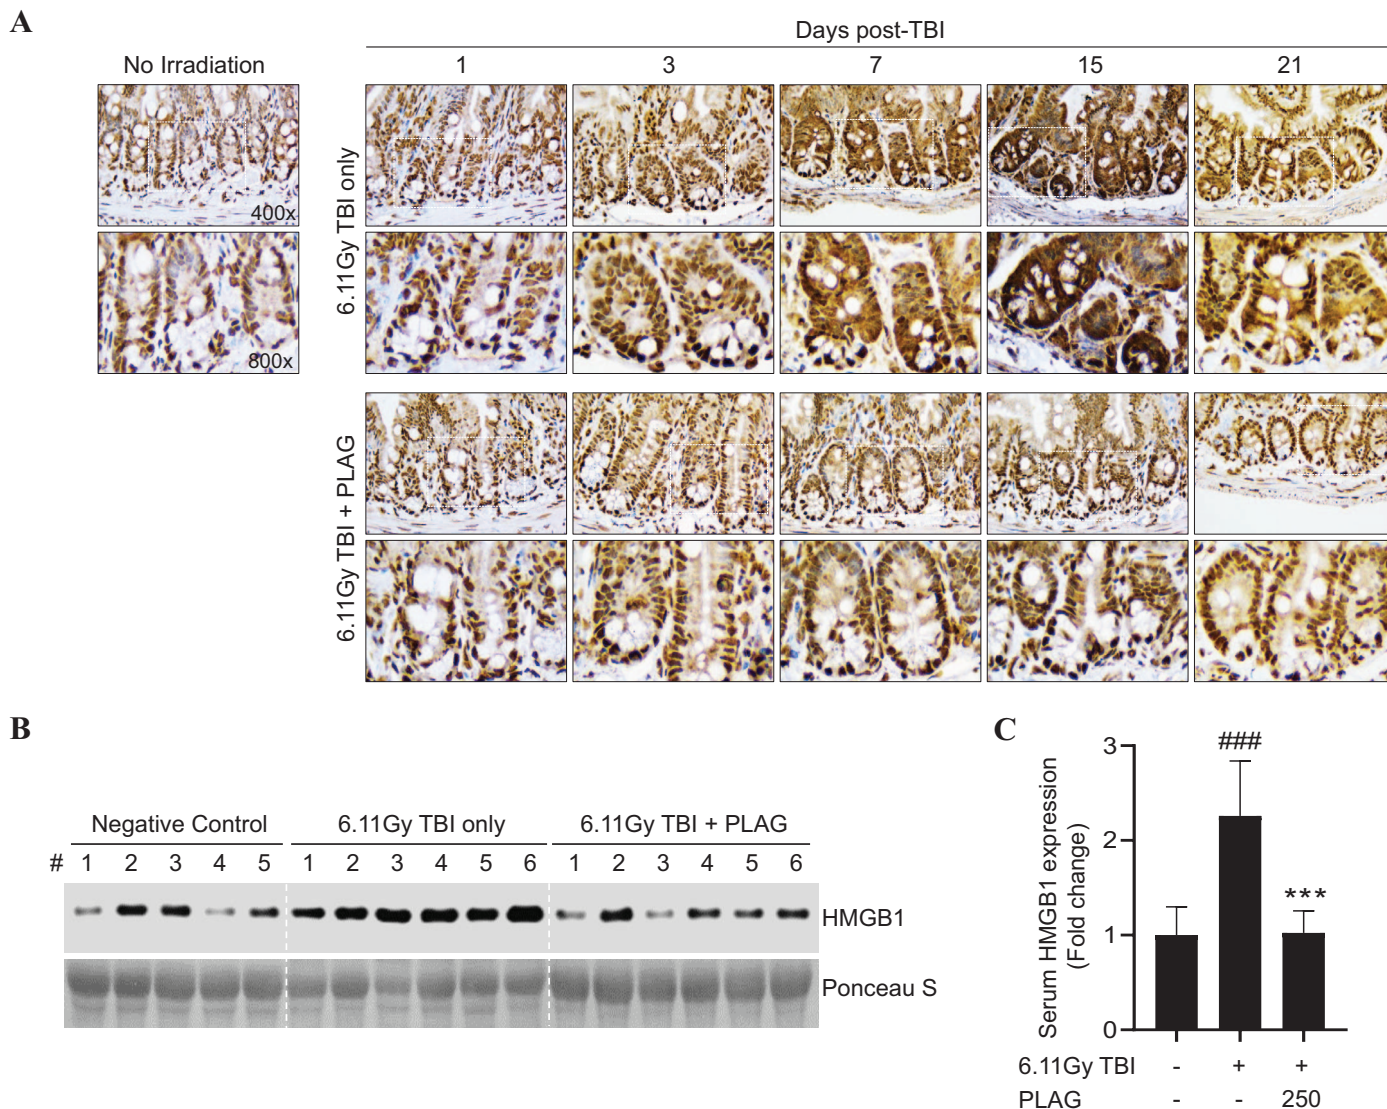 A
Days post-TBI
No Irradiation
1 3 7 15 21
6.11Gy TBI only
400x
800x
6.11Gy TBI + PLAG
B
Negative Control 6.11Gy TBI only 6.11Gy TBI + PLAG
# 1 2 3 4 5 1 2 3 4 5 6 1 2 3 4 5 6
HMGB1
Ponceau S
C
Serum HMGB1 expression
(Fold change)
3
2
1
0
###
***
6.11Gy TBI - + +
PLAG - - 250